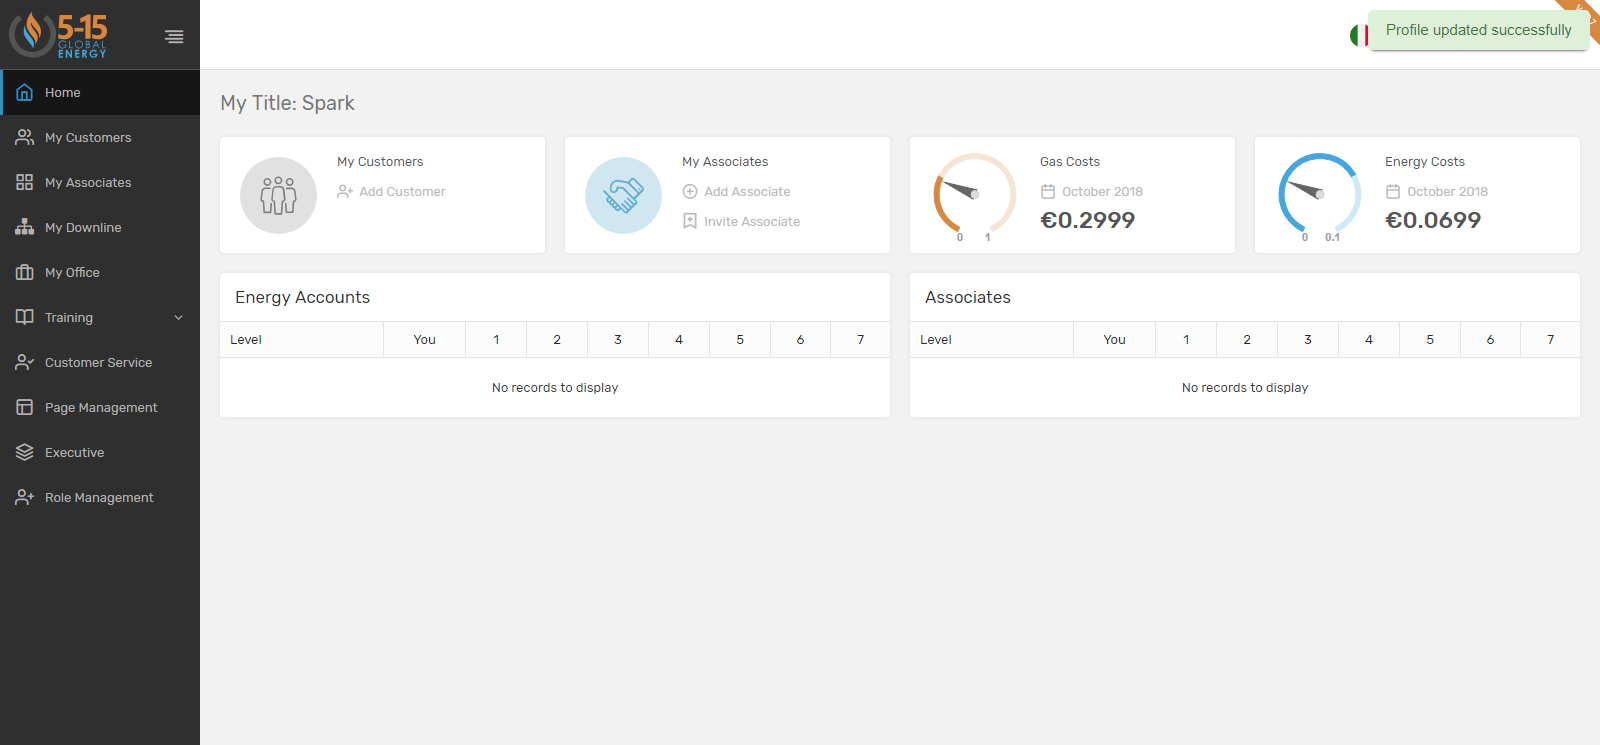 5-15
GLOBAL
ENERGY
Profile updated successfully
Home
My Customers
My Associates
My Downline
My Office
Training
Customer Service
Page Management
Executive
Role Management
My Title: Spark
My Customers
Add Customer
My Associates
Add Associate
Invite Associate
Gas Costs
October 2018
€0.2999
0 1
Energy Costs
October 2018
€0.0699
0 0.1
Energy Accounts
Level You 1 2 3 4 5 6 7
No records to display
Associates
Level You 1 2 3 4 5 6 7
No records to display